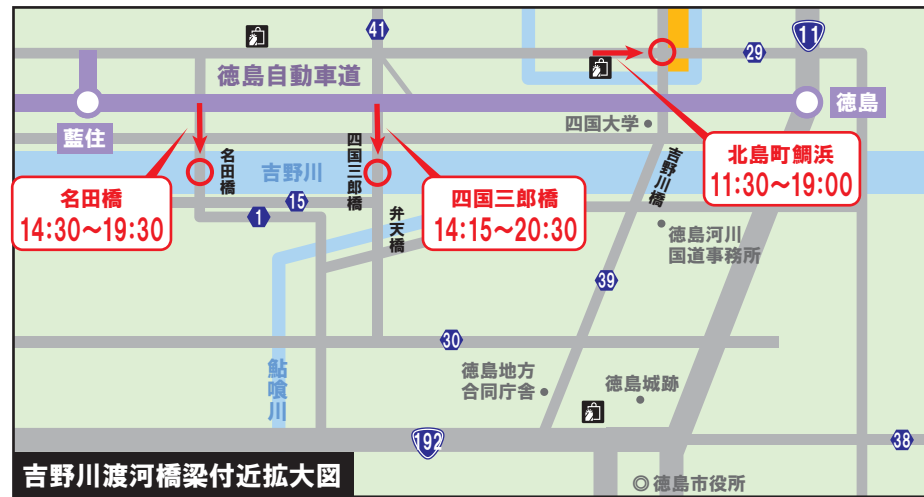 41
11
29
徳島自動車道
藍住
徳島
四国大学
名田橋
四国三郎橋
吉野川
吉野川橋
北島町鯛浜
11:30～19:00
名田橋
14:30～19:30
四国三郎橋
14:15～20:30
15
1
弁天橋
徳島河川
国道事務所
39
30
鮎喰川
徳島地方
合同庁舎
徳島城跡
192
38
吉野川渡河橋梁付近拡大図
徳島市役所